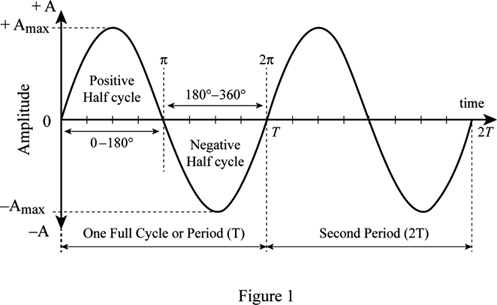 + A
+ Amax
π
2π
Positive
Half cycle
180°–360°
Amplitude
0
time
0–180°
T
2T
Negative
Half cycle
–Amax
–A
One Full Cycle or Period (T)
Second Period (2T)
Figure 1